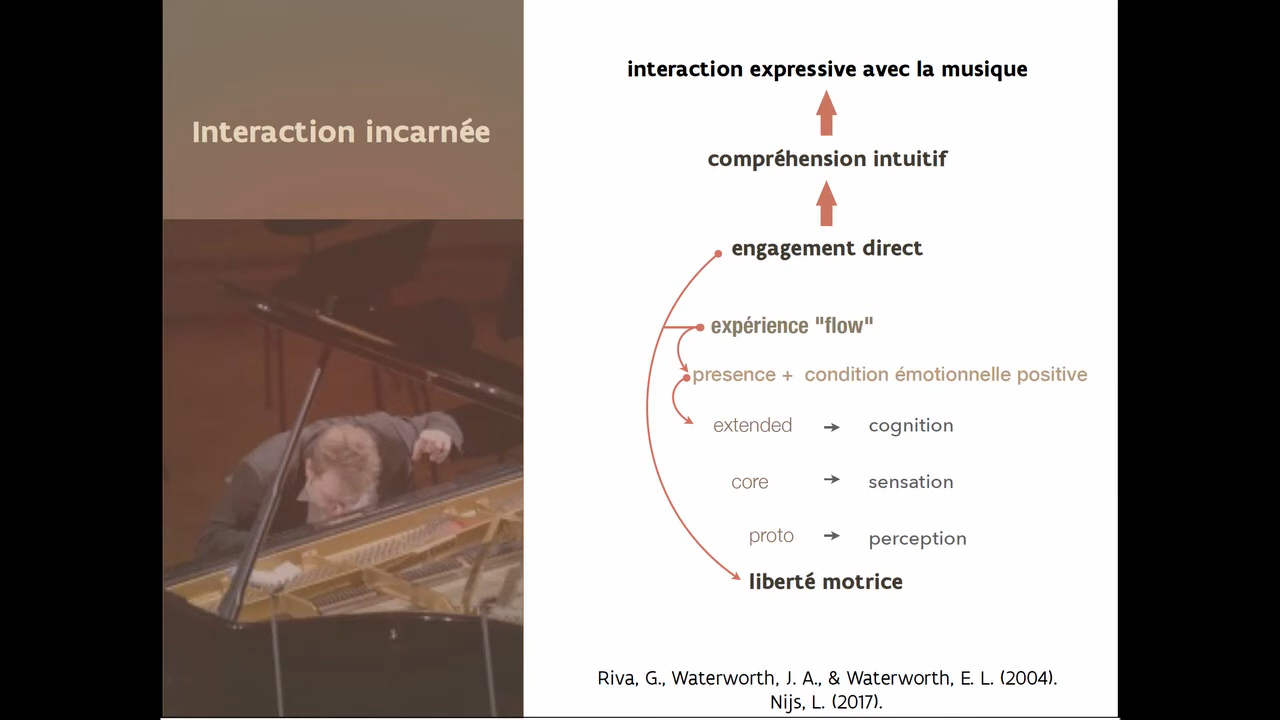 Interaction incarnée
interaction expressive avec la musique
compréhension intuitif
engagement direct
expérience "flow"
presence + condition émotionnelle positive
extended → cognition
core → sensation
proto → perception
liberté motrice
Riva, G., Waterworth, J. A., & Waterworth, E. L. (2004).
Nijs, L. (2017).